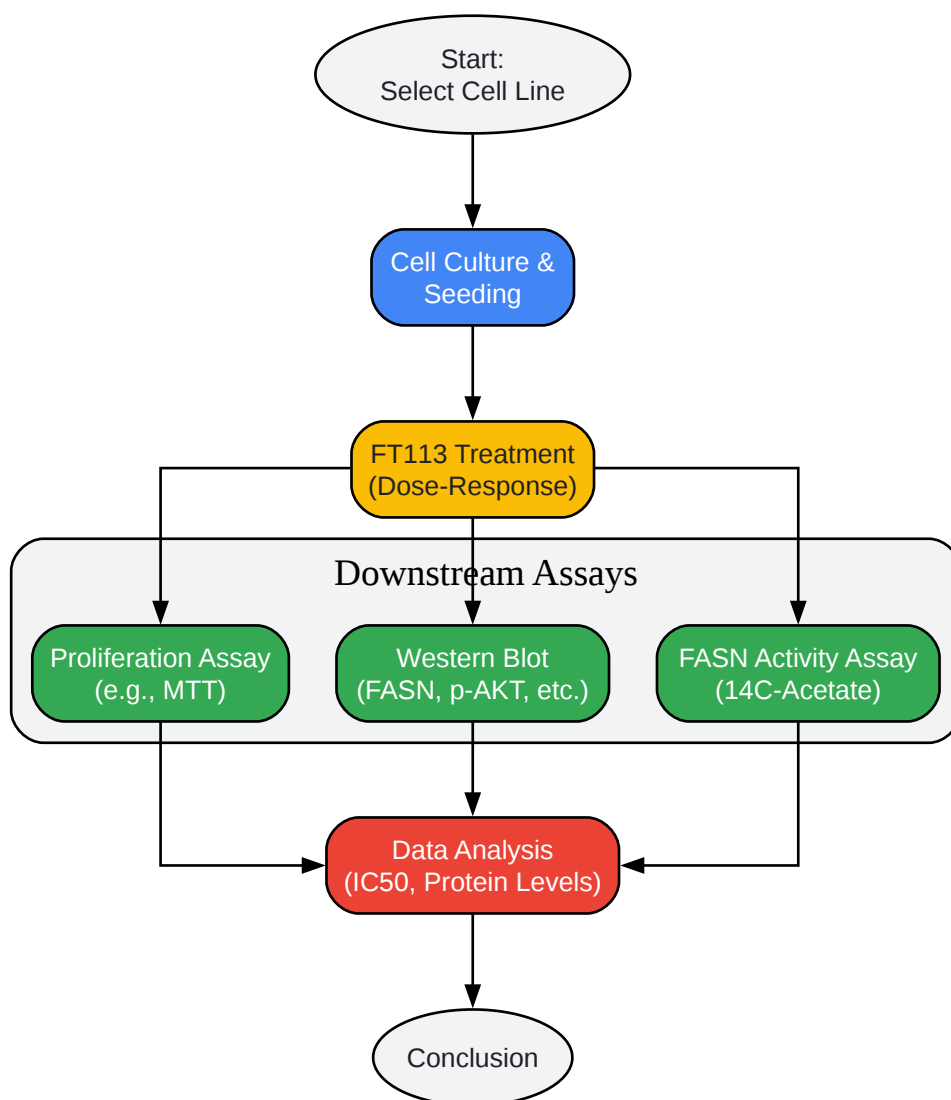 Start:
Select Cell Line
Cell Culture &
Seeding
FT113 Treatment
(Dose-Response)
Downstream Assays
Proliferation Assay
(e.g., MTT)
Western Blot
(FASN, p-AKT, etc.)
FASN Activity Assay
(14C-Acetate)
Data Analysis
(IC50, Protein Levels)
Conclusion